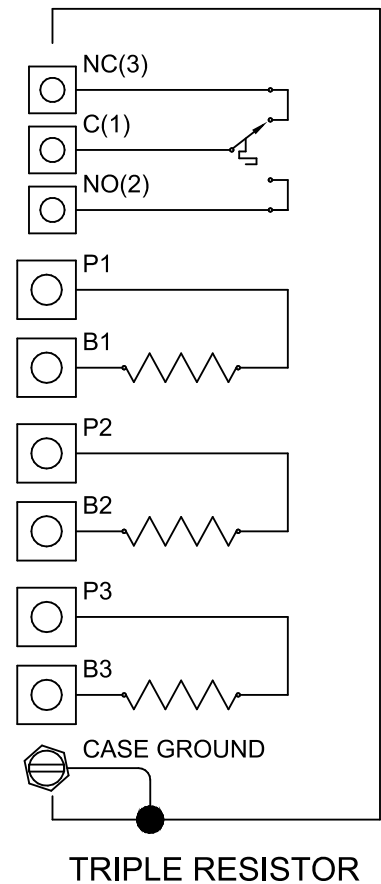 NC(3)
C(1)
NO(2)
P1
B1
P2
B2
P3
B3
CASE GROUND
TRIPLE RESISTOR